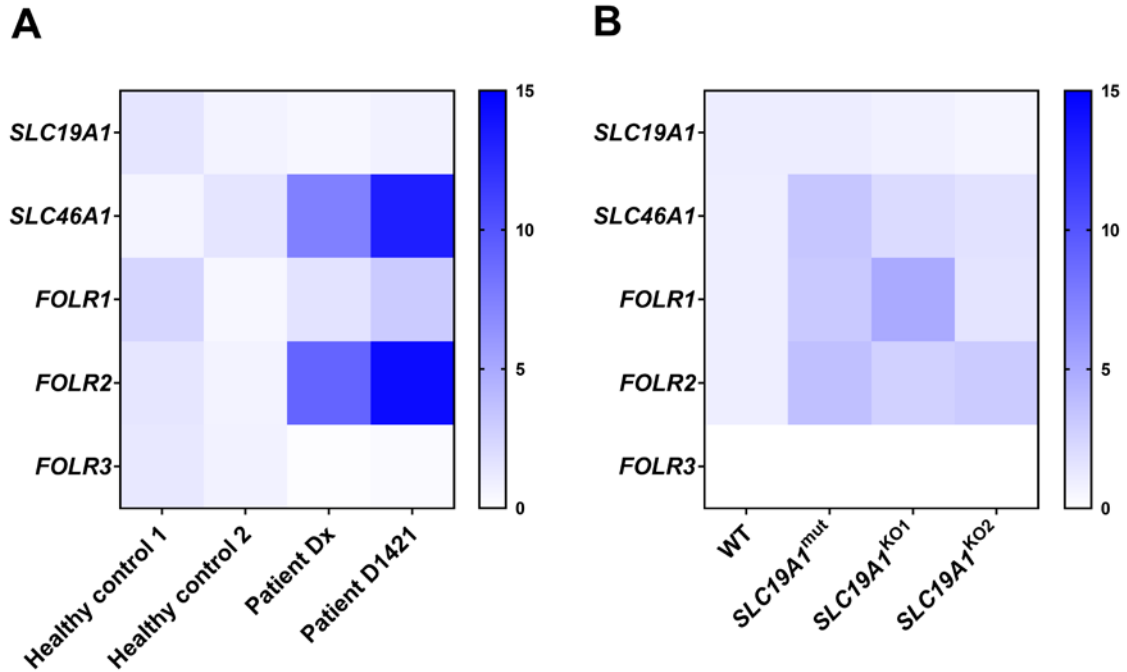 A
SLC19A1
SLC46A1
FOLR1
FOLR2
FOLR3
15
10
5
0
Healthy control 1
Healthy control 2
Patient Dx
Patient D1421
B
SLC19A1
SLC46A1
FOLR1
FOLR2
FOLR3
15
10
5
0
WT
SLC19A1mut
SLC19A1KO1
SLC19A1KO2